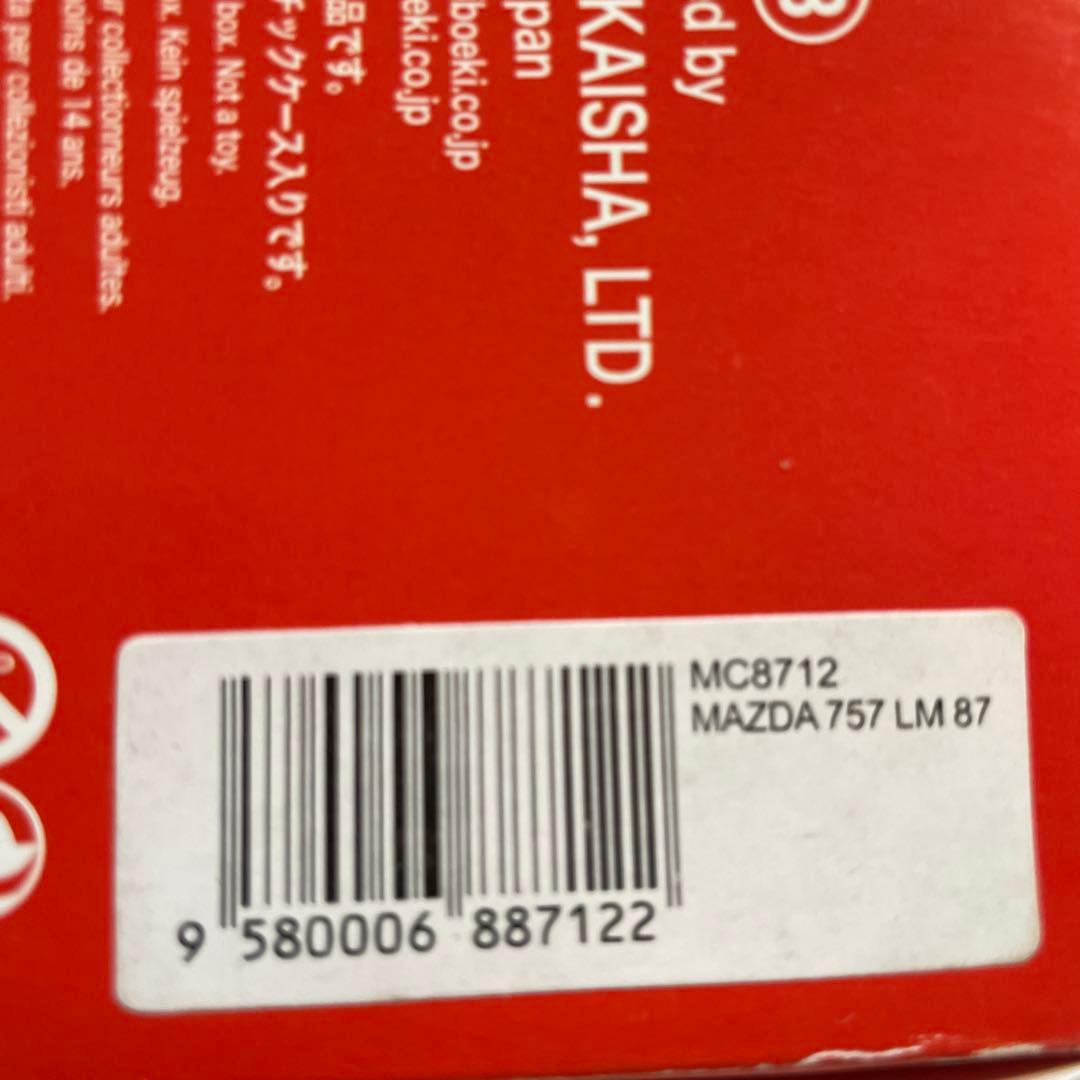 d by
KAISHA, LTD.
pan
boeki.co.jp
eki.co.jp
品です。
チックケース入りです。
box. Not a toy.
x. Kein spielzeug.
r collectionneurs adultes.
moins de 14 ans.
ta per collezionisti adulti.
MC8712
MAZDA 757 LM 87
9 580006 887122